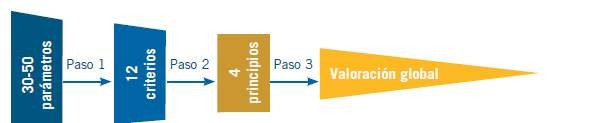 30-50
parámetros
Paso 1
12
criterios
Paso 2
4
principios
Paso 3
Valoración global